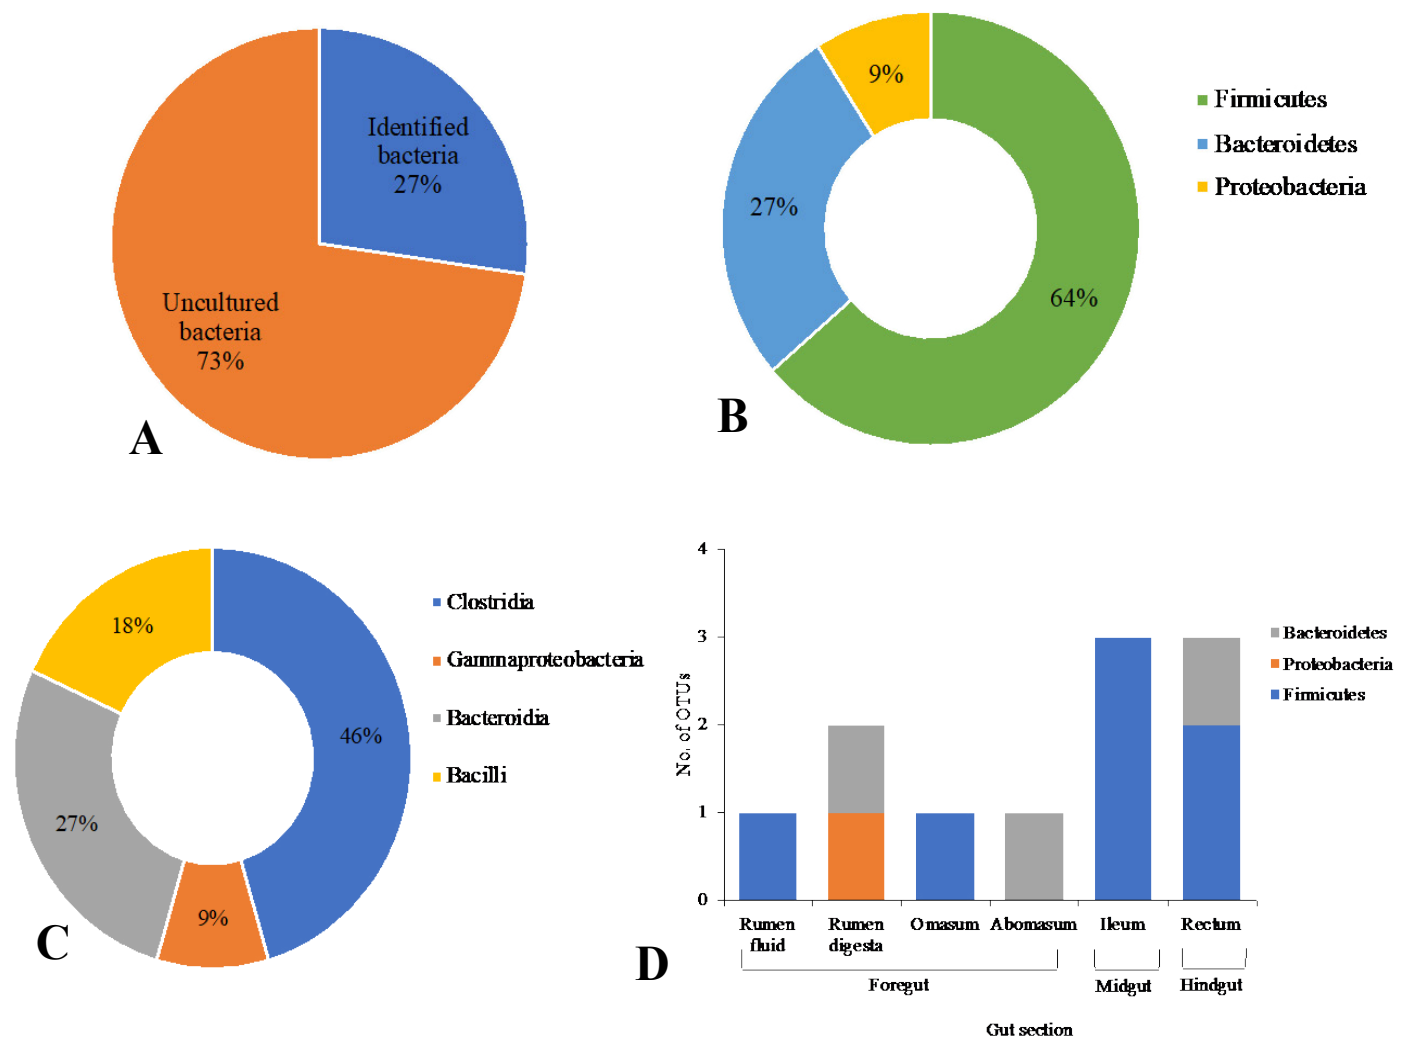 Identified
bacteria
27%
Uncultured
bacteria
73%
A
9%
27%
64%
Firmicutes
Bacteroidetes
Proteobacteria
B
18%
46%
27%
9%
Clostridia
Gammaproteobacteria
Bacteroidia
Bacilli
C
4
3
2
1
0
No. of OTUs
Bacteroidetes
Proteobacteria
Firmicutes
Rumen
fluid
Rumen
digesta
Omasum
Abomasum
Ileum
Rectum
Foregut
Midgut
Hindgut
Gut section
D